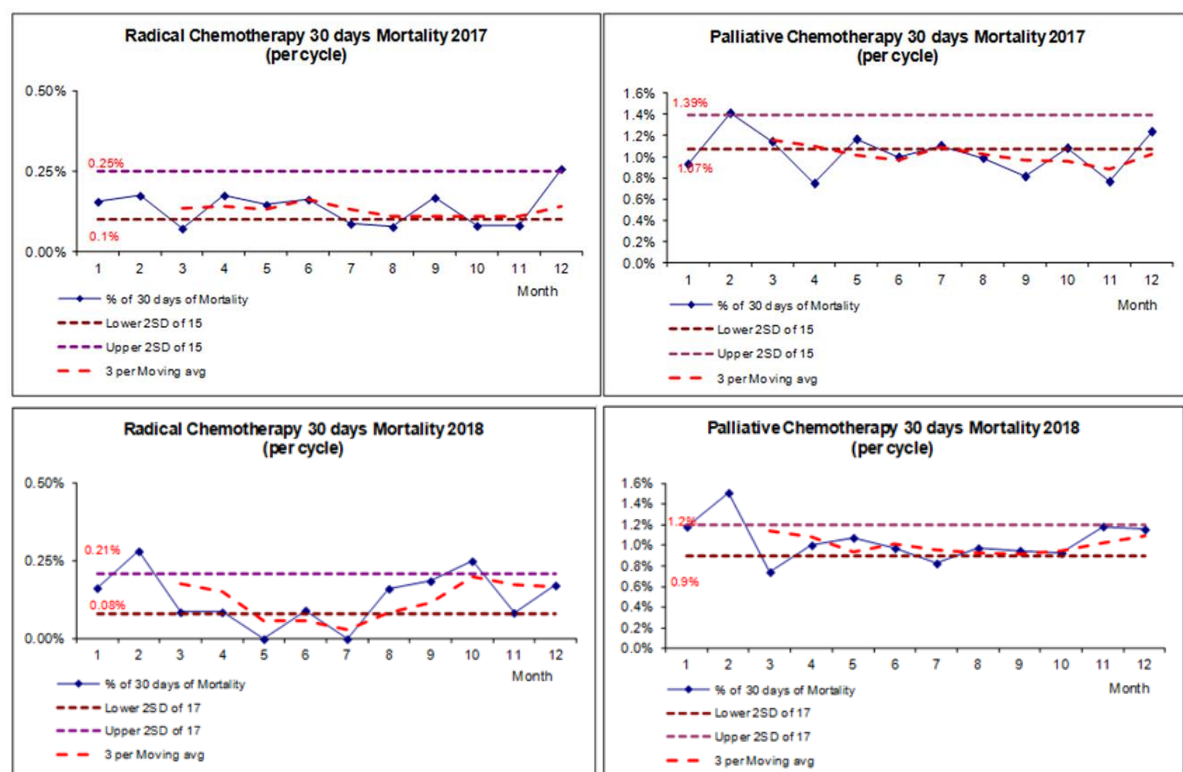 Radical Chemotherapy 30 days Mortality 2017
(per cycle)
0.50%
0.25%
0.00%
0.25%
0.1%
1 2 3 4 5 6 7 8 9 10 11 12
Month
% of 30 days of Mortality
Lower 2SD of 15
Upper 2SD of 15
3 per Moving avg
Palliative Chemotherapy 30 days Mortality 2017
(per cycle)
1.6%
1.4%
1.2%
1.0%
0.8%
0.6%
0.4%
0.2%
0.0%
1.39%
1.07%
1 2 3 4 5 6 7 8 9 10 11 12
Month
% of 30 days of Mortality
Lower 2SD of 15
Upper 2SD of 15
3 per Moving avg
Radical Chemotherapy 30 days Mortality 2018
(per cycle)
0.50%
0.25%
0.00%
0.21%
0.08%
1 2 3 4 5 6 7 8 9 10 11 12
Month
% of 30 days of Mortality
Lower 2SD of 17
Upper 2SD of 17
3 per Moving avg
Palliative Chemotherapy 30 days Mortality 2018
(per cycle)
1.6%
1.4%
1.2%
1.0%
0.8%
0.6%
0.4%
0.2%
0.0%
1.2%
0.9%
1 2 3 4 5 6 7 8 9 10 11 12
Month
% of 30 days of Mortality
Lower 2SD of 17
Upper 2SD of 17
3 per Moving avg